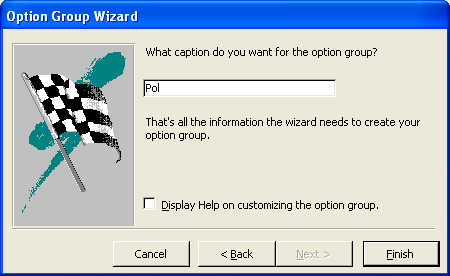 Option Group Wizard
What caption do you want for the option group?
Pol
That's all the information the wizard needs to create your
option group.
Display Help on customizing the option group.
Cancel
< Back
Next >
Finish